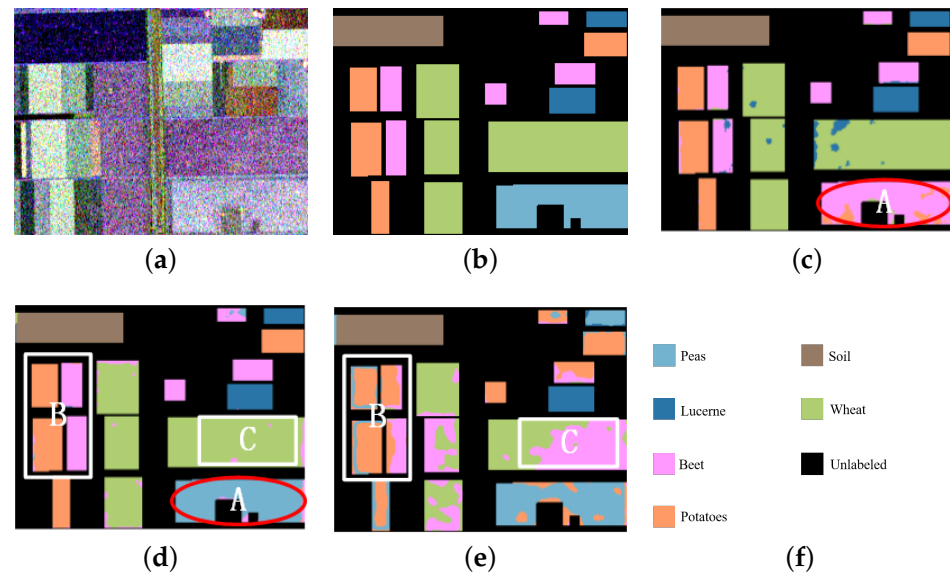 (a)
(b)
A
(c)
B
C
A
(d)
B
C
(e)
Peas
Soil
Lucerne
Wheat
Beet
Unlabeled
Potatoes
(f)